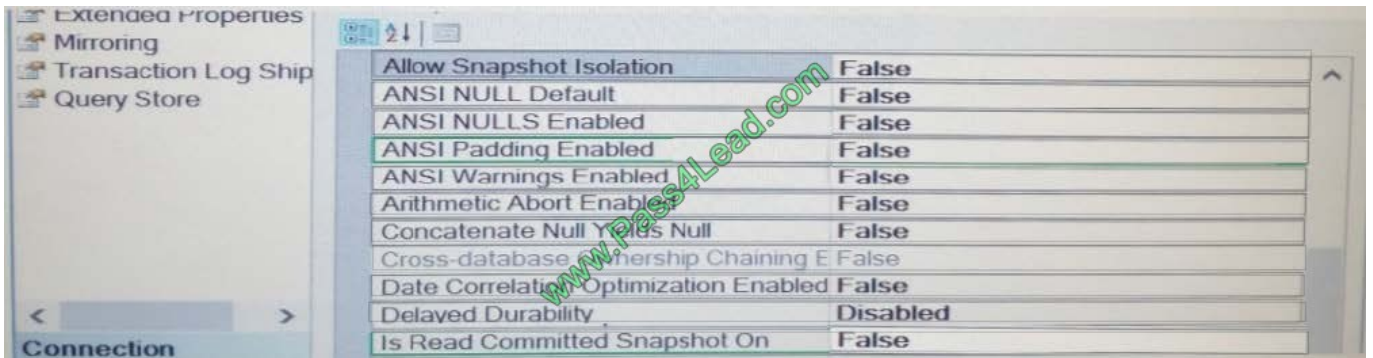 Extended Properties
Mirroring
Transaction Log Ship
Query Store
Connection
Allow Snapshot Isolation False
ANSI NULL Default False
ANSI NULLS Enabled False
ANSI Padding Enabled False
ANSI Warnings Enabled False
Arithmetic Abort Enabled False
Concatenate Null Yields Null False
Cross-database Ownership Chaining E False
Date Correlation Optimization Enabled False
Delayed Durability Disabled
Is Read Committed Snapshot On False
www.Pass4Lead.com